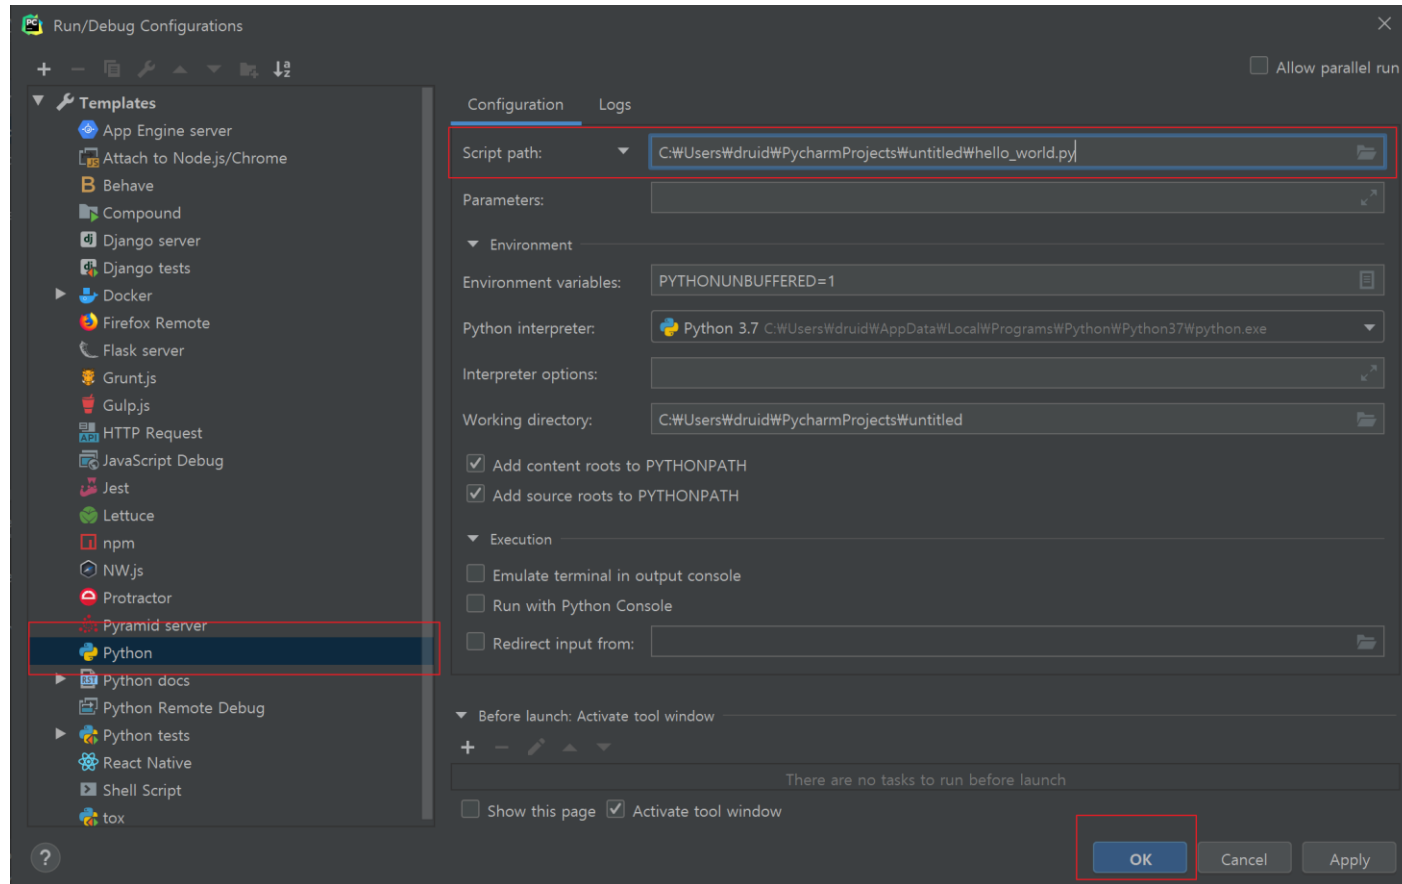 Run/Debug Configurations
Allow parallel run
Templates
App Engine server
Attach to Node.js/Chrome
Behave
Compound
Django server
Django tests
Docker
Firefox Remote
Flask server
Grunt.js
Gulp.js
HTTP Request
JavaScript Debug
Jest
Lettuce
npm
NW.js
Protractor
Pyramid server
Python
Python docs
Python Remote Debug
Python tests
React Native
Shell Script
tox
Configuration Logs
Script path: C:₩Users₩druid₩PycharmProjects₩untitled₩hello_world.py
Parameters:
Environment
Environment variables: PYTHONUNBUFFERED=1
Python interpreter: Python 3.7 C:₩Users₩druid₩AppData₩Local₩Programs₩Python₩Python37₩python.exe
Interpreter options:
Working directory: C:₩Users₩druid₩PycharmProjects₩untitled
Add content roots to PYTHONPATH
Add source roots to PYTHONPATH
Execution
Emulate terminal in output console
Run with Python Console
Redirect input from:
Before launch: Activate tool window
There are no tasks to run before launch
Show this page Activate tool window
? OK Cancel Apply